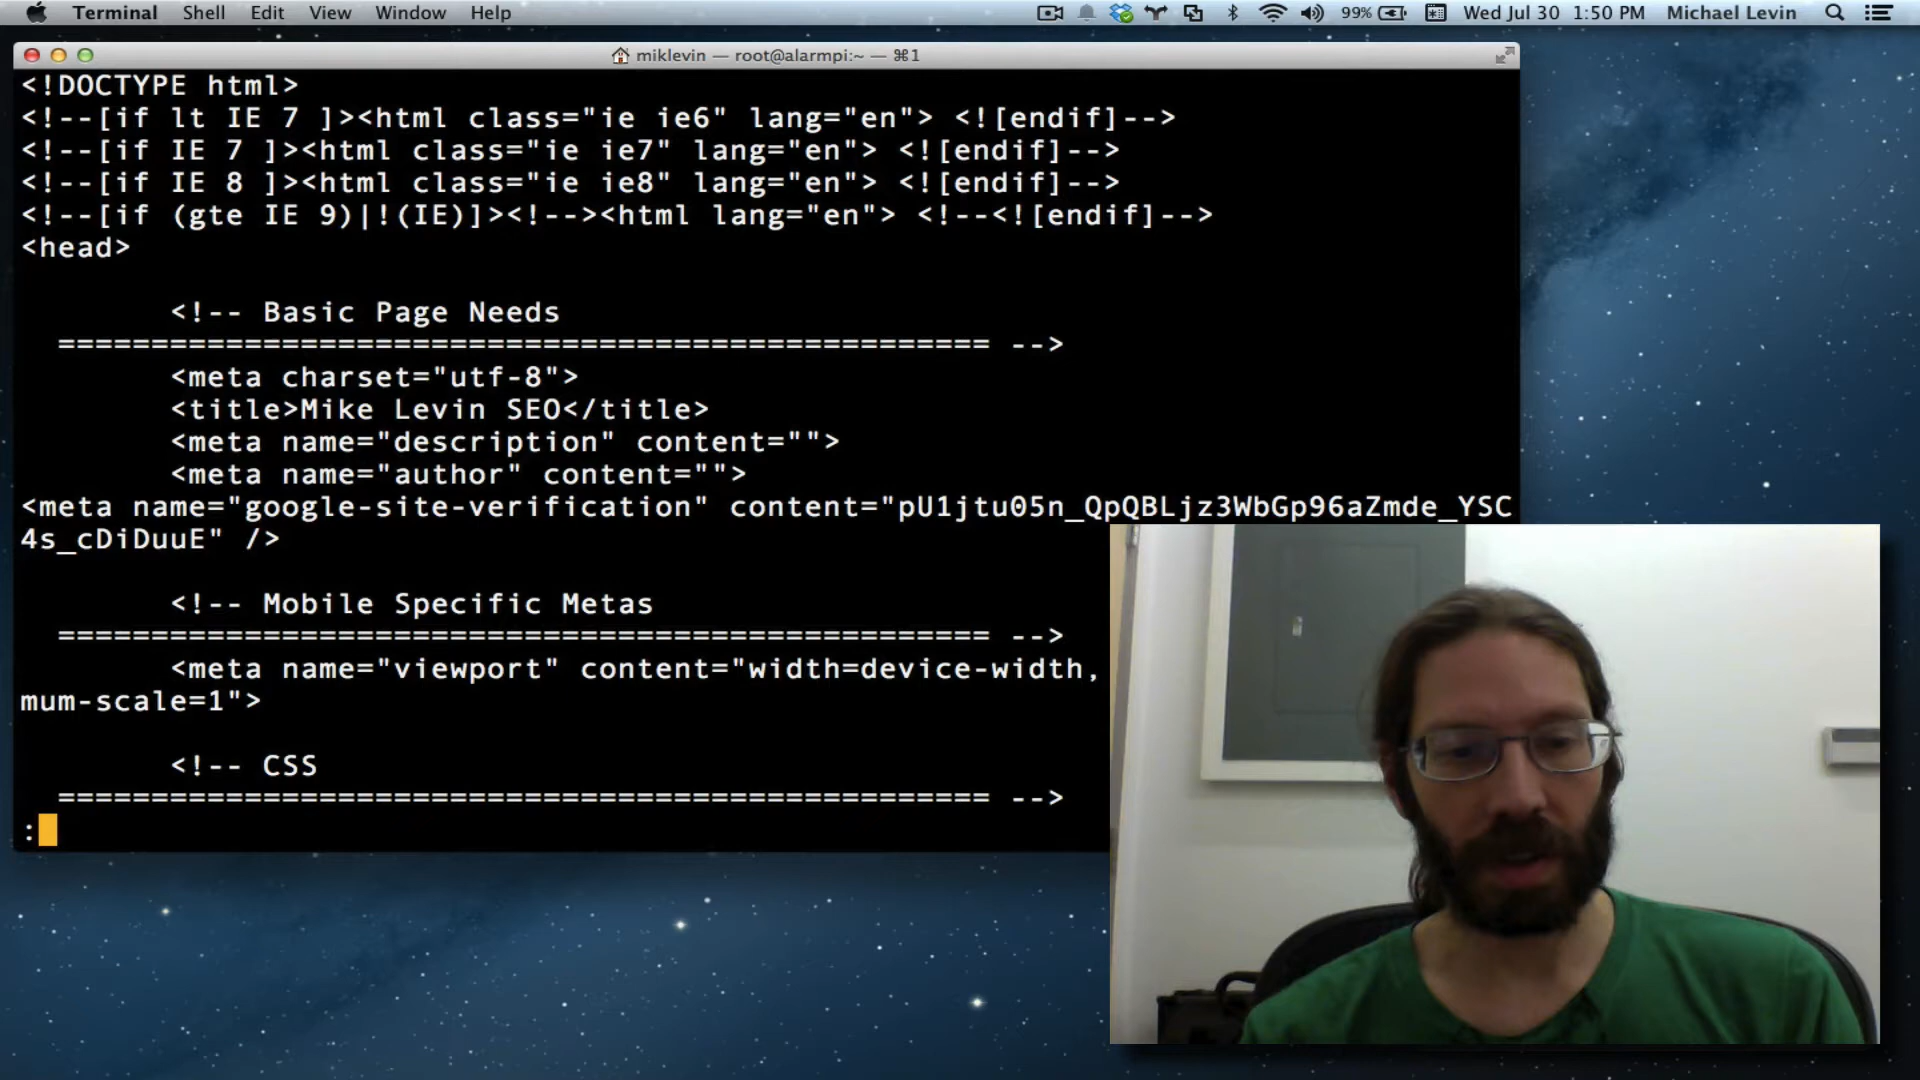 Terminal Shell Edit View Window Help 99% Wed Jul 30 1:50 PM Michael Levin
miklevin — root@alarmpi:~ — ⌘1
<!DOCTYPE html>
<!--[if lt IE 7 ]><html class="ie ie6" lang="en"> <![endif]-->
<!--[if IE 7 ]><html class="ie ie7" lang="en"> <![endif]-->
<!--[if IE 8 ]><html class="ie ie8" lang="en"> <![endif]-->
<!--[if (gte IE 9)|!(IE)]><!--><html lang="en"> <!--<![endif]-->
<head>
<!-- Basic Page Needs
================================================== -->
<meta charset="utf-8">
<title>Mike Levin SEO</title>
<meta name="description" content="">
<meta name="author" content="">
<meta name="google-site-verification" content="pU1jtu05n_QpQBLjz3WbGp96aZmde_YSC
4s_cDiDuuE" />
<!-- Mobile Specific Metas
================================================== -->
<meta name="viewport" content="width=device-width,
mum-scale=1">
<!-- CSS
================================================== -->
: